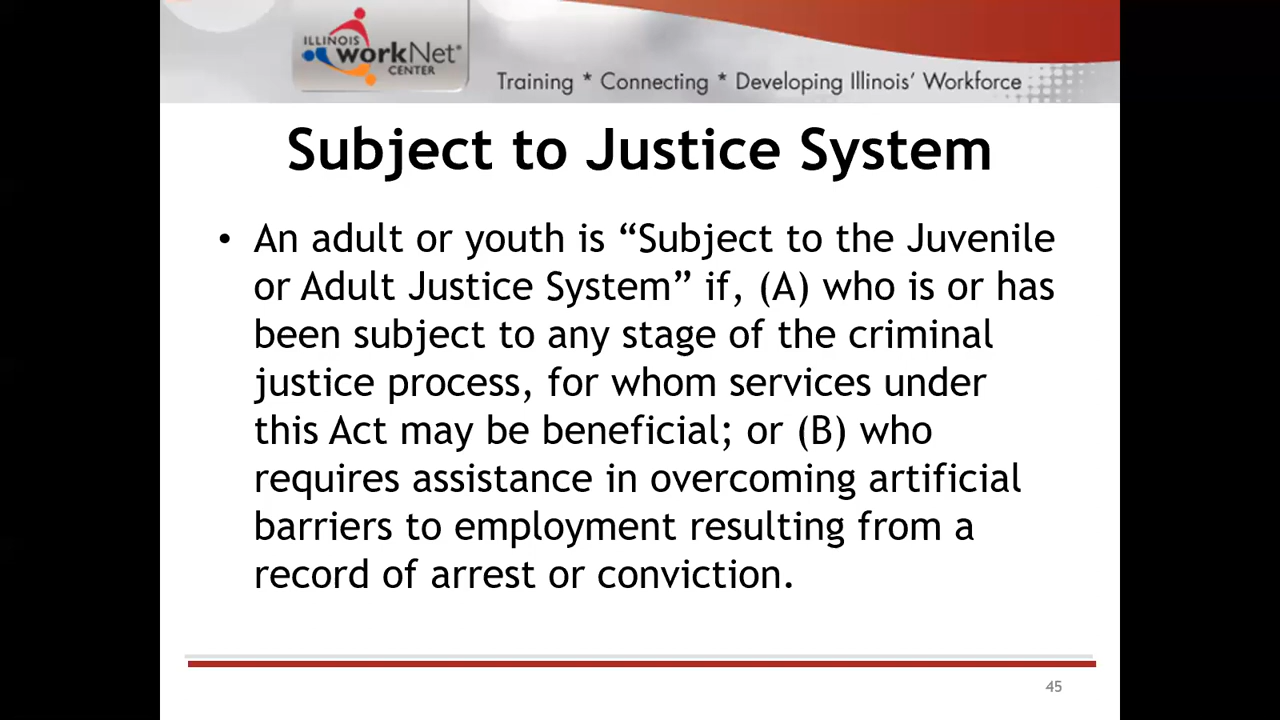 ILLINOIS
workNet®
CENTER
Training * Connecting * Developing Illinois’ Workforce
Subject to Justice System
• An adult or youth is “Subject to the Juvenile
or Adult Justice System” if, (A) who is or has
been subject to any stage of the criminal
justice process, for whom services under
this Act may be beneficial; or (B) who
requires assistance in overcoming artificial
barriers to employment resulting from a
record of arrest or conviction.
45